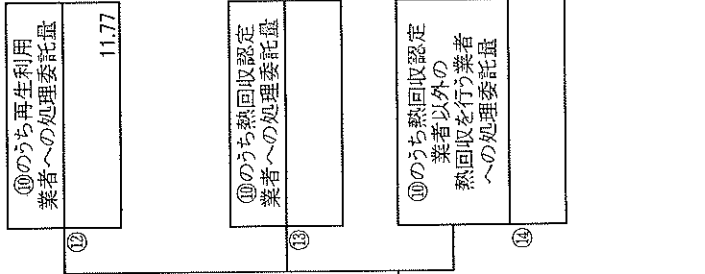 ⑩のうち再生利用
業者への処理委託量
⑫
11.77
⑩のうち熱回収認定
業者への処理委託量
⑬
⑩のうち熱回収認定
業者以外の
熱回収を行う業者
への処理委託量
⑭